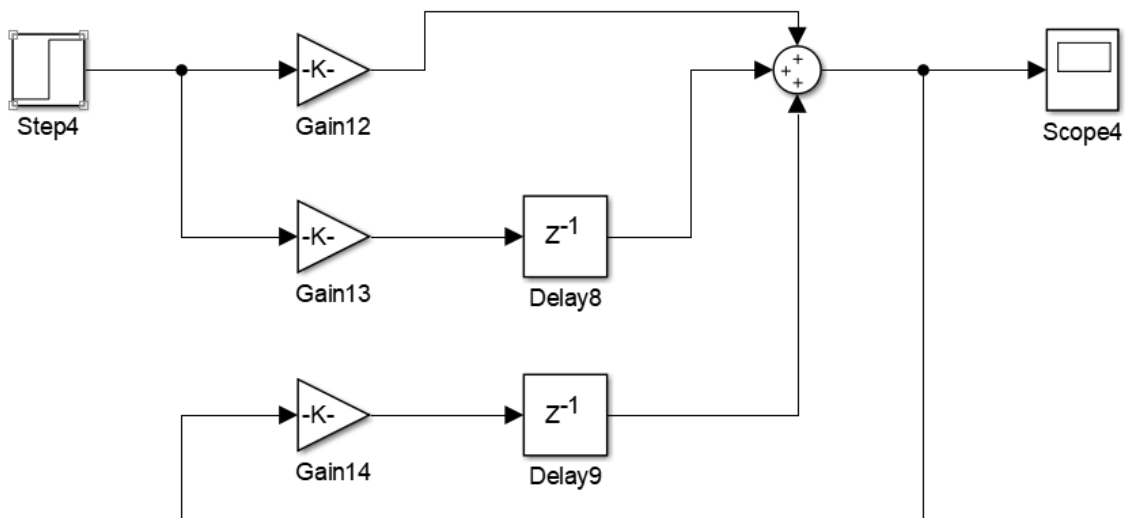 -K-
+
+
+
Step4
Gain12
Scope4
-K-
z-1
Gain13
Delay8
-K-
z-1
Gain14
Delay9